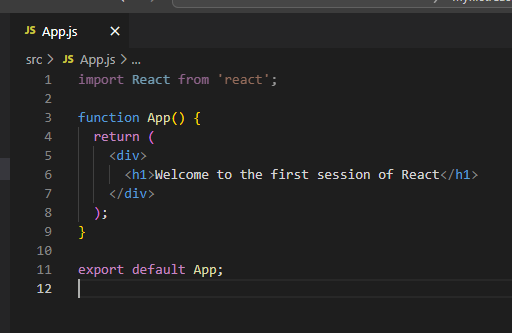 JS App.js ×
src > JS App.js > ...
1 import React from 'react';
2
3 function App() {
4   return (
5     <div>
6       <h1>Welcome to the first session of React</h1>
7     </div>
8   );
9 }
10
11 export default App;
12